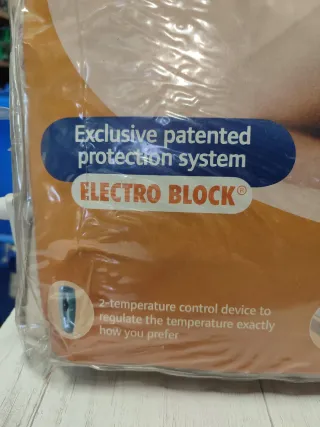 Exclusive patented
protection system
ELECTRO BLOCK®
2-temperature control device to
regulate the temperature exactly
how you prefer